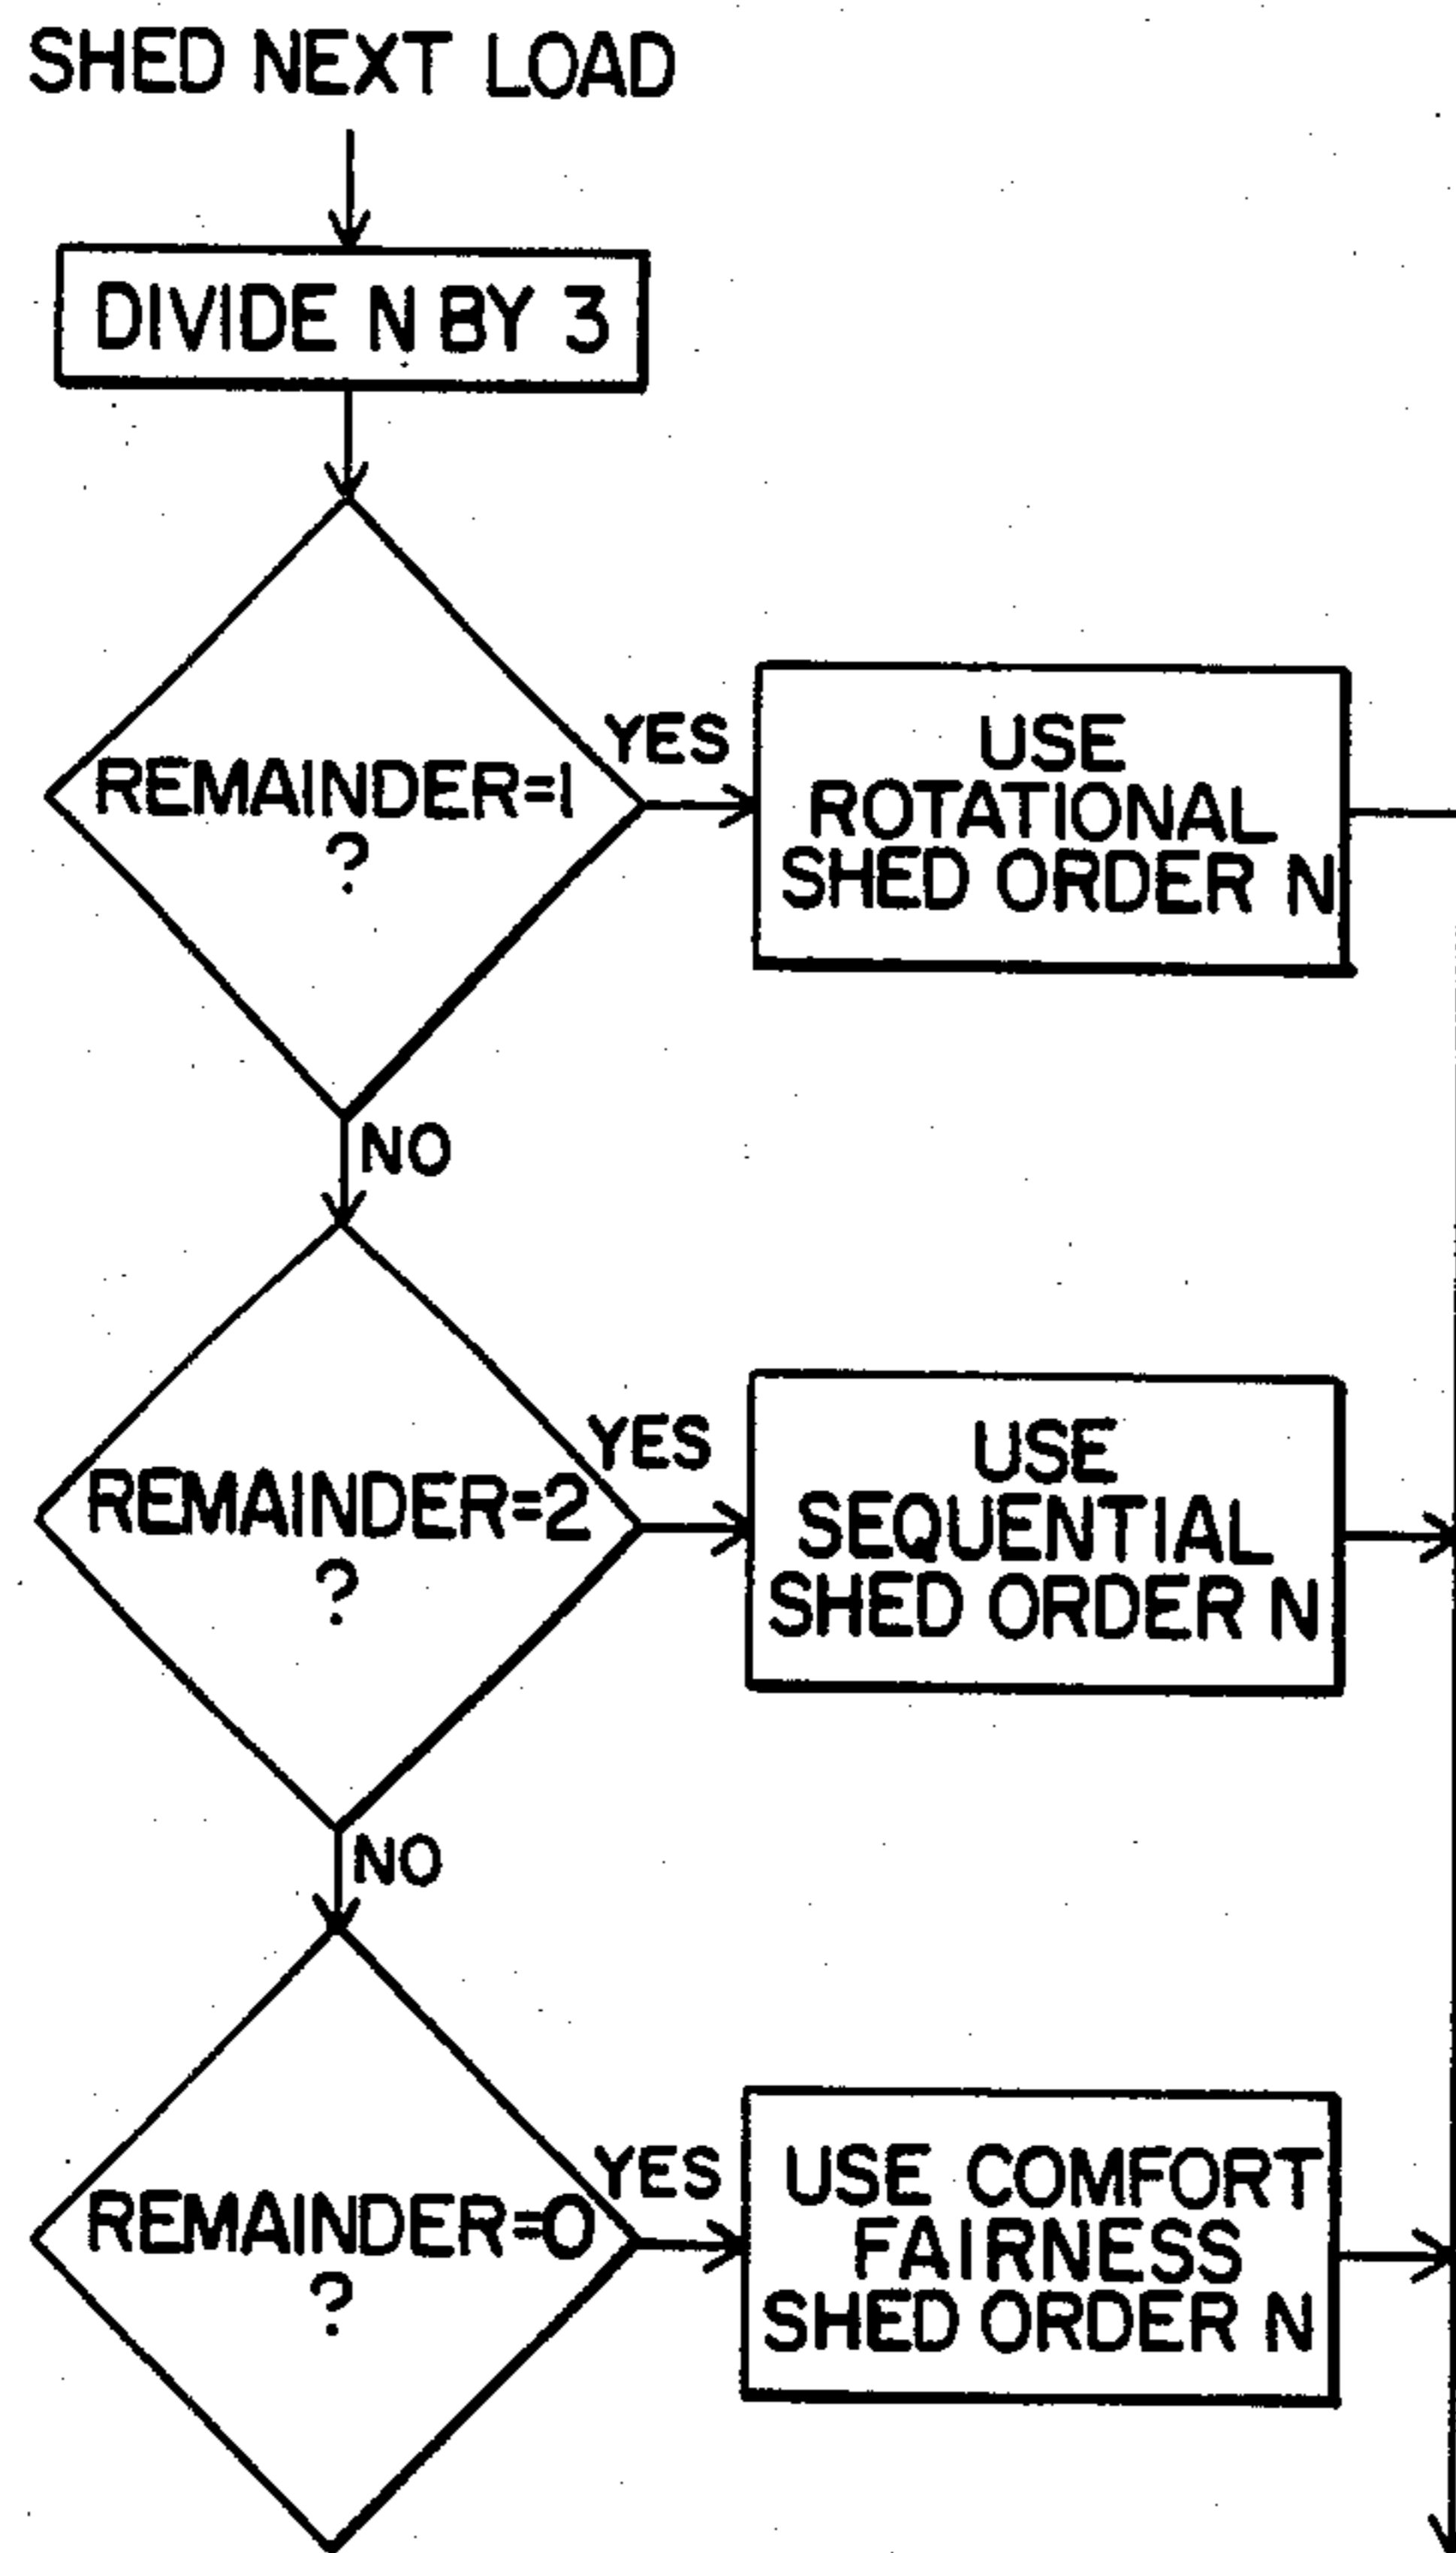 SHED NEXT LOAD
DIVIDE N BY 3
REMAINDER=1
?
YES
USE
ROTATIONAL
SHED ORDER N
NO
REMAINDER=2
?
YES
USE
SEQUENTIAL
SHED ORDER N
NO
REMAINDER=0
?
YES
USE COMFORT
FAIRNESS
SHED ORDER N